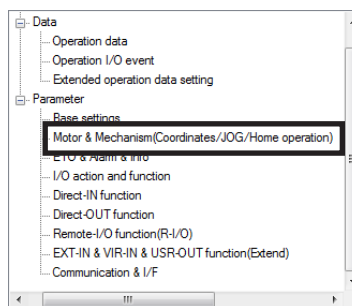 Data
Operation data
Operation I/O event
Extended operation data setting
Parameter
Base settings
Motor & Mechanism(Coordinates/JOG/Home operation)
ETO & Alarm & Info
I/O action and function
Direct-IN function
Direct-OUT function
Remote-I/O function(R-I/O)
EXT-IN & VIR-IN & USR-OUT function(Extend)
Communication & I/F